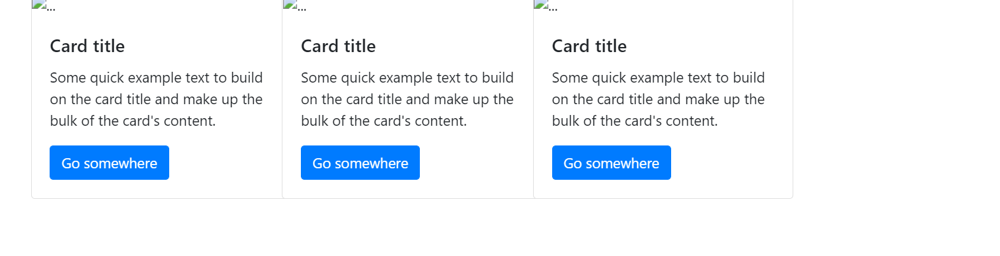 ... ... ...
Card title
Some quick example text to build
on the card title and make up the
bulk of the card's content.
Go somewhere
Card title
Some quick example text to build
on the card title and make up the
bulk of the card's content.
Go somewhere
Card title
Some quick example text to build
on the card title and make up the
bulk of the card's content.
Go somewhere